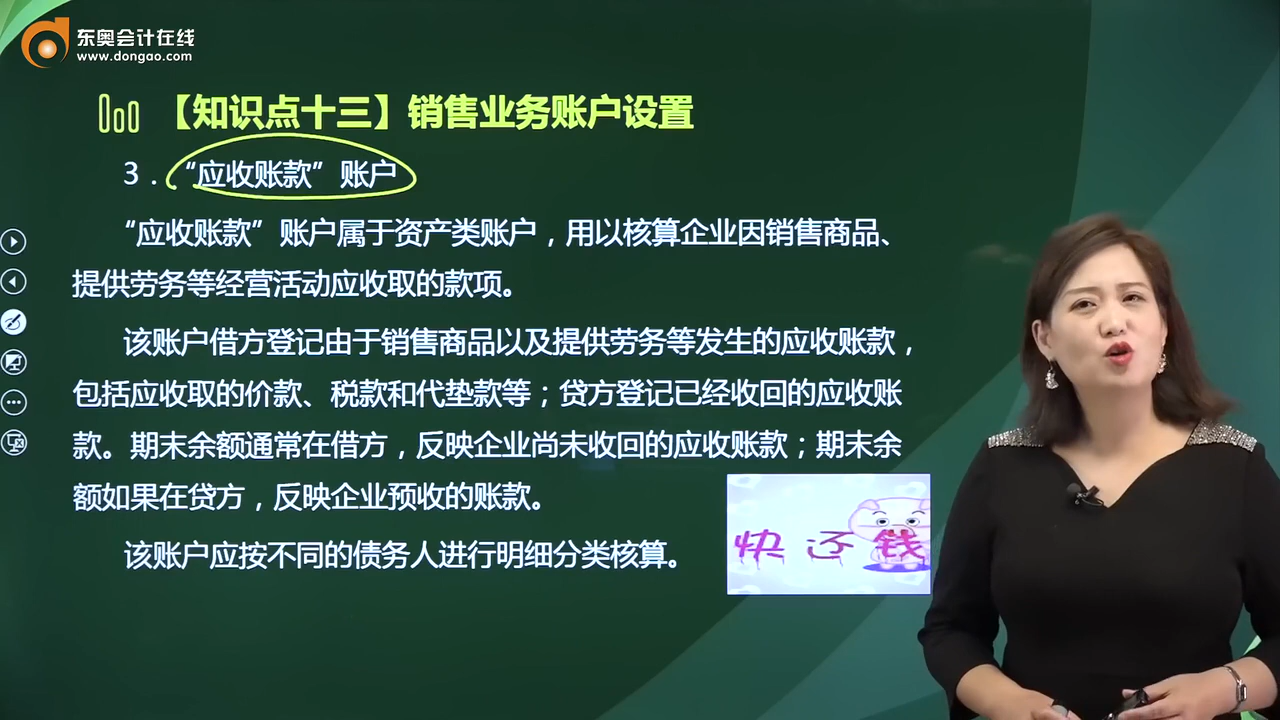 东奥会计在线
www.dongao.com
【知识点十三】销售业务账户设置
3．“应收账款”账户
“应收账款”账户属于资产类账户，用以核算企业因销售商品、
提供劳务等经营活动应收取的款项。
该账户借方登记由于销售商品以及提供劳务等发生的应收账款，
包括应收取的价款、税款和代垫款等；贷方登记已经收回的应收账
款。期末余额通常在借方，反映企业尚未收回的应收账款；期末余
额如果在贷方，反映企业预收的账款。
该账户应按不同的债务人进行明细分类核算。
快还钱